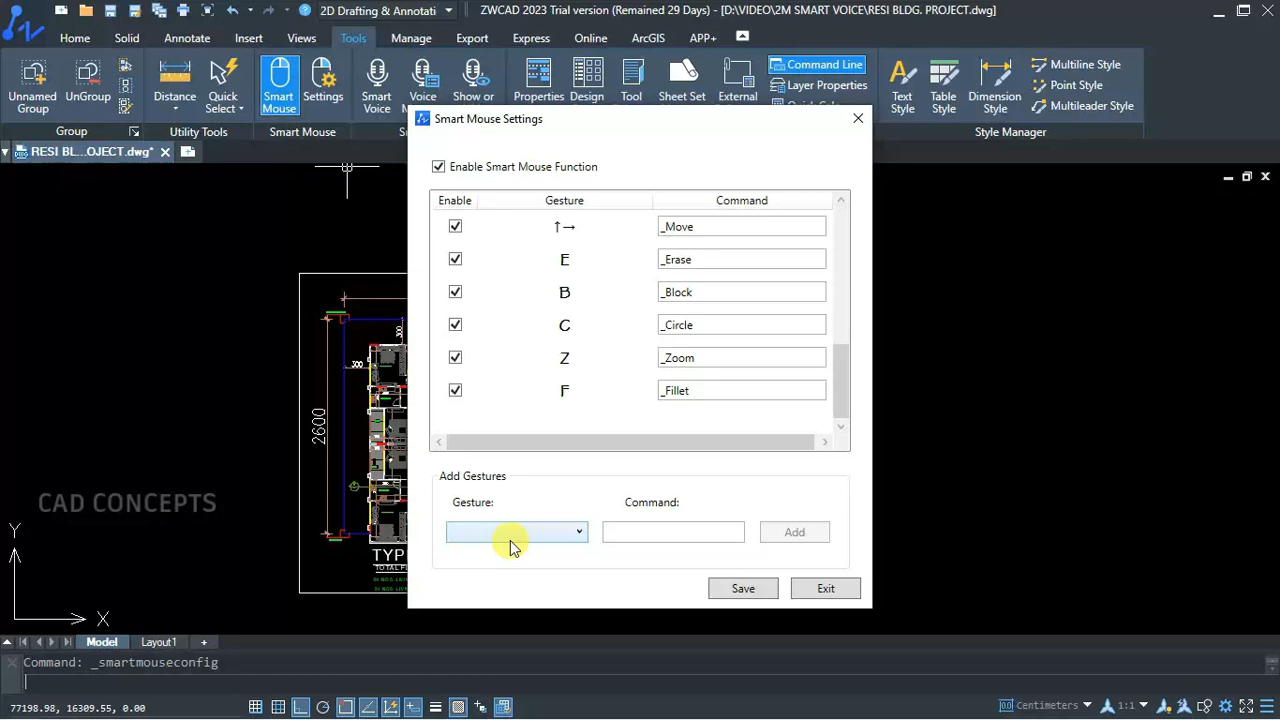 2D Drafting & Annotati
ZWCAD 2023 Trial version (Remained 29 Days) - [D:\VIDEO\2M SMART VOICE\RESI BLDG. PROJECT.dwg]
Home Solid Annotate Insert Views Tools Manage Export Express Online ArcGIS APP+
Unnamed Group
UnGroup
Distance
Quick Select
Smart Mouse
Settings
Smart Voice
Voice
Show or
Properties
Design
Tool
Sheet Set
External
Command Line
Layer Properties
Text Style
Table Style
Dimension Style
Multiline Style
Point Style
Multileader Style
Group
Utility Tools
Smart Mouse
Style Manager
RESI BL...OJECT.dwg*
Smart Mouse Settings
Enable Smart Mouse Function
Enable Gesture Command
↑→ _Move
E _Erase
B _Block
C _Circle
Z _Zoom
F _Fillet
Add Gestures
Gesture: Command:
Add
Save Exit
300
300
2600
CAD CONCEPTS
TYP
Y
X
Model Layout1 +
Command: _smartmouseconfig
77198.98, 16309.55, 0.00
Centimeters
1:1